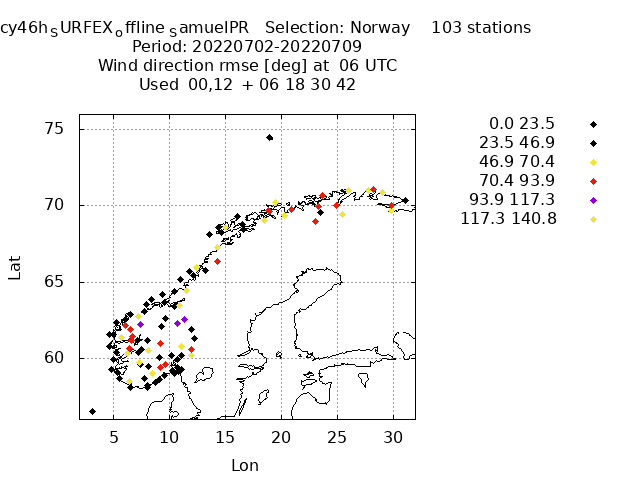 cy46h_SURFEX_offline_SamuelPR Selection: Norway 103 stations
Period: 20220702-20220709
Wind direction rmse [deg] at 06 UTC
Used 00,12 + 06 18 30 42
0.0 23.5
23.5 46.9
46.9 70.4
70.4 93.9
93.9 117.3
117.3 140.8
75
70
65
60
Lat
5 10 15 20 25 30
Lon